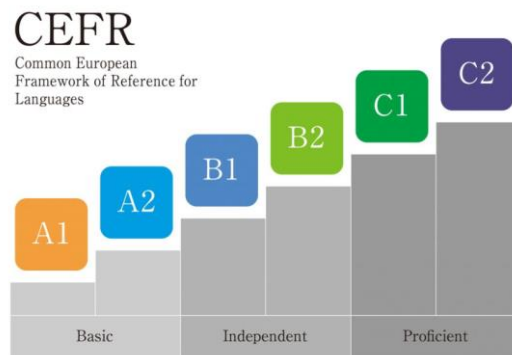 CEFR
Common European
Framework of Reference for
Languages
A1
A2
B1
B2
C1
C2
Basic
Independent
Proficient